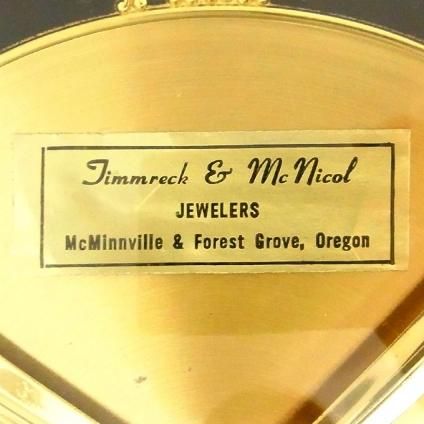 Timmreck & McNicol
JEWELERS
McMinnville & Forest Grove, Oregon